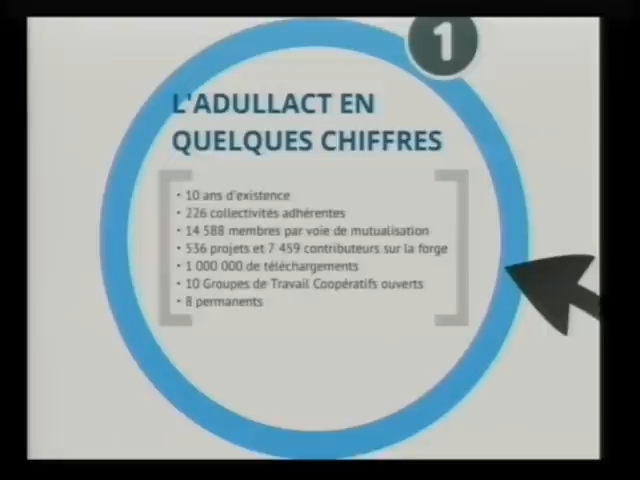 1
L'ADULLACT EN
QUELQUES CHIFFRES
• 10 ans d'existence
• 226 collectivités adhérentes
• 14 588 membres par voie de mutualisation
• 536 projets et 7 459 contributeurs sur la forge
• 1 000 000 de téléchargements
• 10 Groupes de Travail Coopératifs ouverts
• 8 permanents